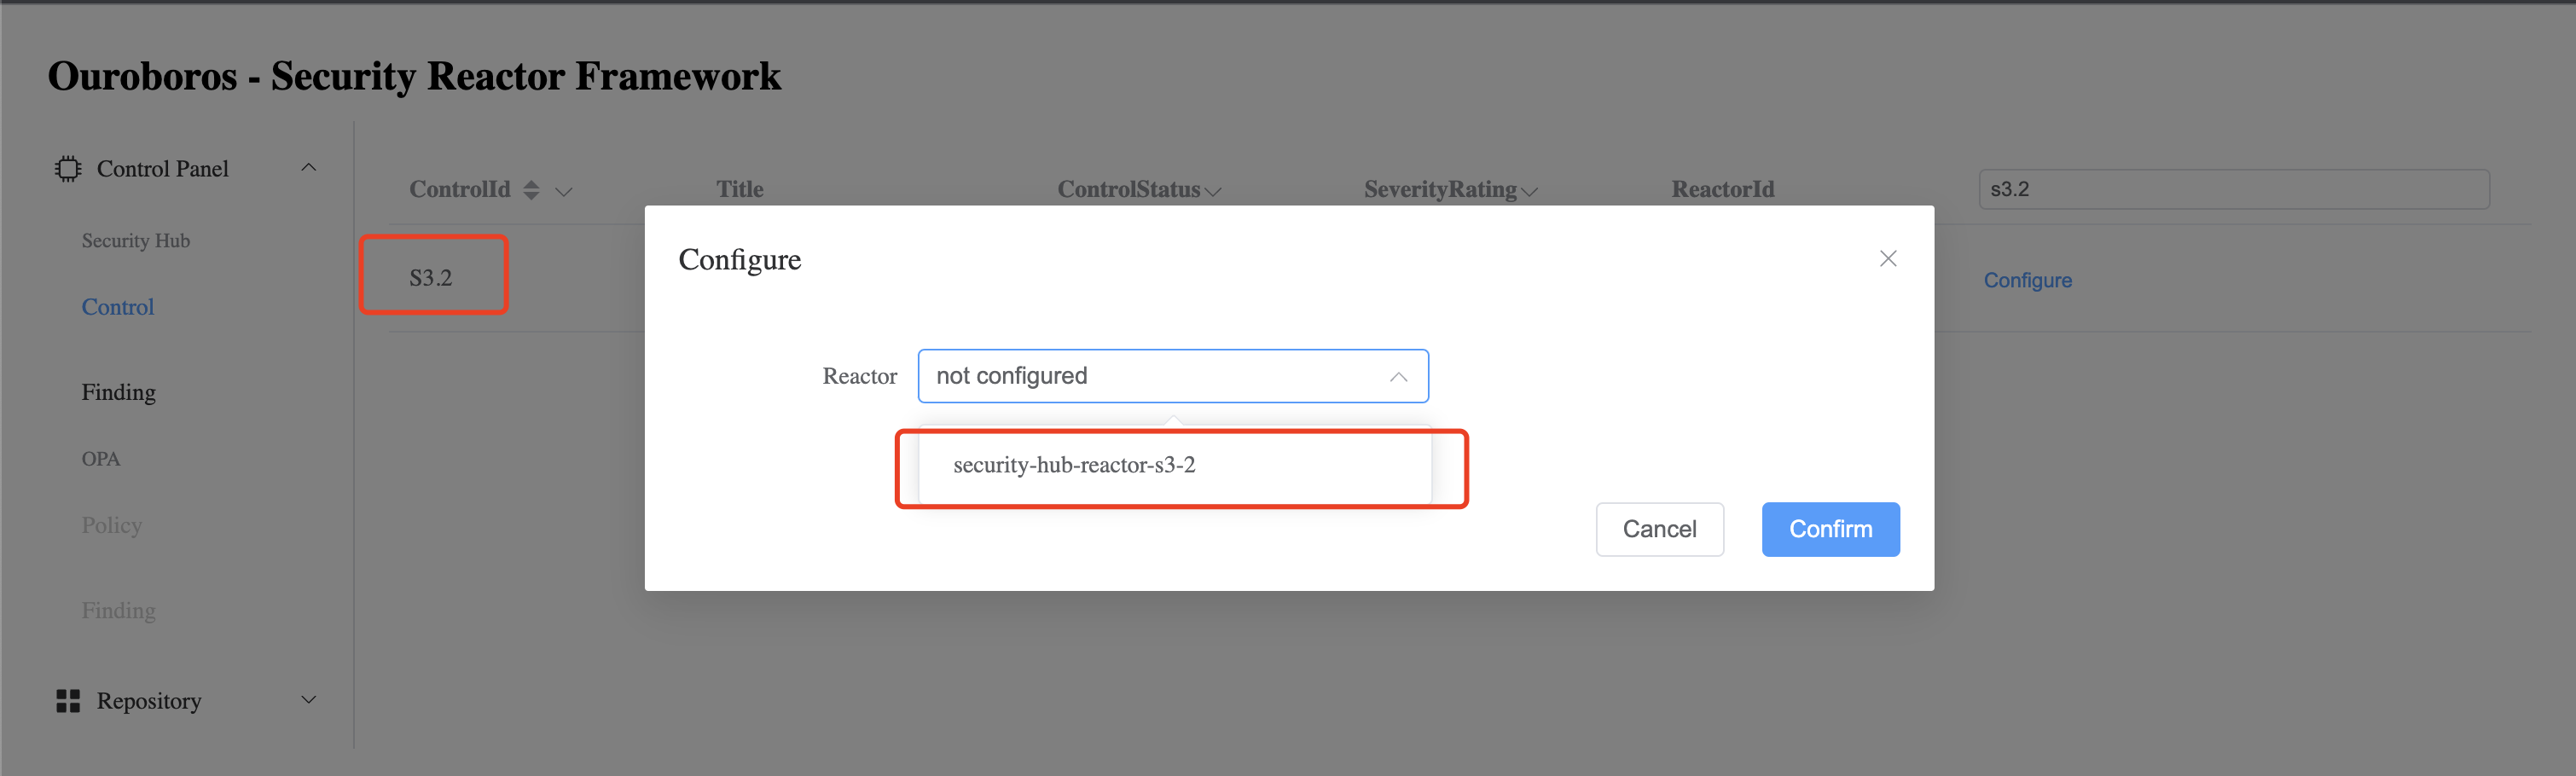 Ouroboros - Security Reactor Framework
Control Panel
Security Hub
Control
Finding
OPA
Policy
Finding
Repository
ControlId Title ControlStatus SeverityRating ReactorId s3.2
S3.2 Configure
Configure
Reactor not configured
security-hub-reactor-s3-2
Cancel Confirm